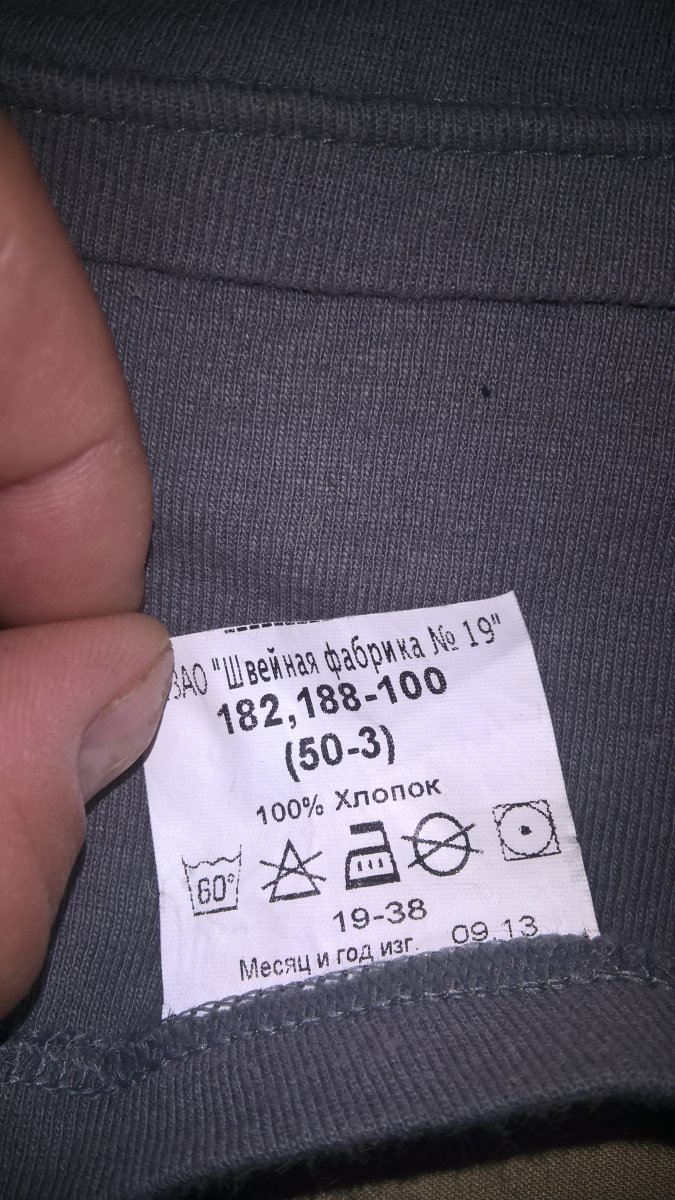 ЗАО "Швейная фабрика № 19"
182,188-100
(50-3)
100% Хлопок
60°
19-38
Месяц и год изг. 09.13